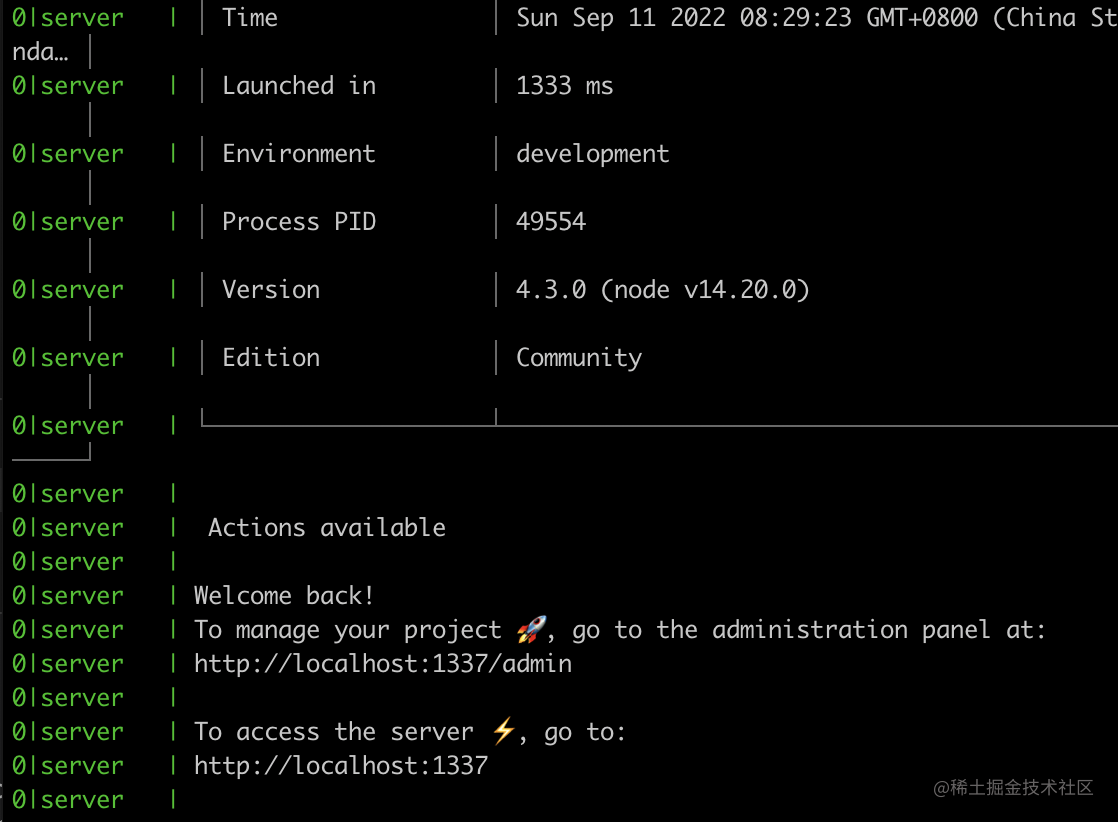 0|server   | │ Time               │ Sun Sep 11 2022 08:29:23 GMT+0800 (China St
nda… │
0|server   | │ Launched in        │ 1333 ms
│
0|server   | │ Environment        │ development
│
0|server   | │ Process PID        │ 49554
│
0|server   | │ Version            │ 4.3.0 (node v14.20.0)
│
0|server   | │ Edition            │ Community
│
0|server   | └────────────────────┴────────────────────────────────────────────
─────┘
0|server   |
0|server   |  Actions available
0|server   |
0|server   | Welcome back!
0|server   | To manage your project 🚀, go to the administration panel at:
0|server   | http://localhost:1337/admin
0|server   |
0|server   | To access the server ⚡, go to:
0|server   | http://localhost:1337
0|server   |
@稀土掘金技术社区